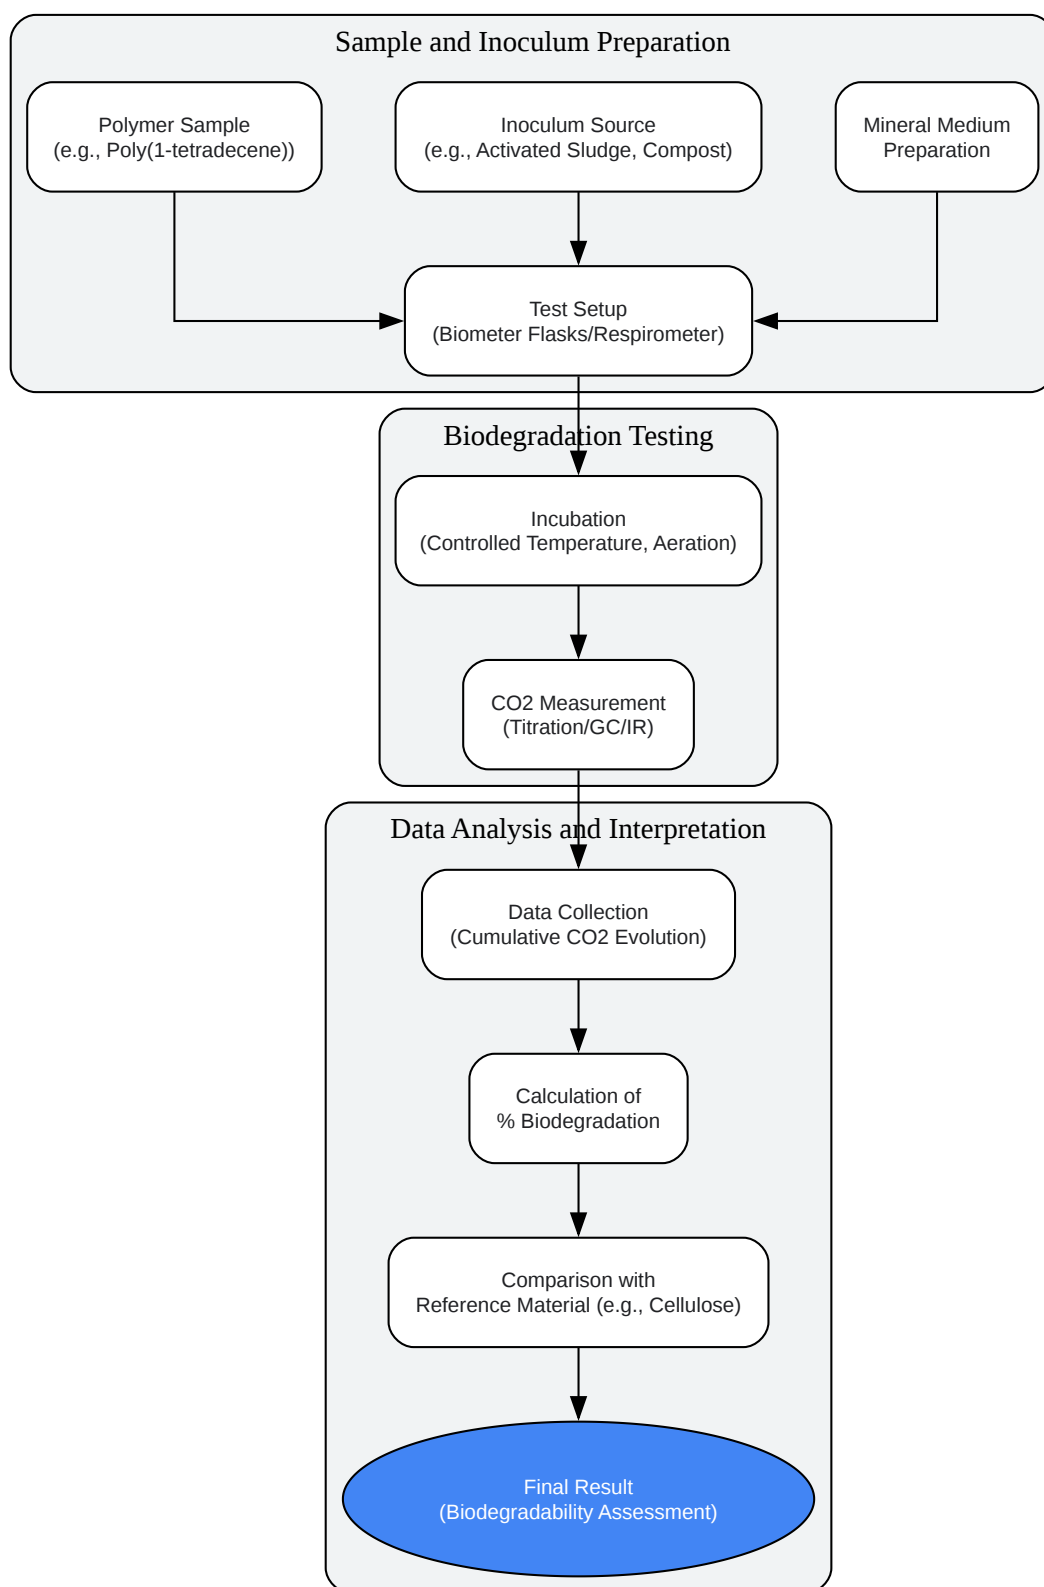 Sample and Inoculum Preparation
Polymer Sample
(e.g., Poly(1-tetradecene))
Inoculum Source
(e.g., Activated Sludge, Compost)
Mineral Medium
Preparation
Test Setup
(Biometer Flasks/Respirometer)
Biodegradation Testing
Incubation
(Controlled Temperature, Aeration)
CO2 Measurement
(Titration/GC/IR)
Data Analysis and Interpretation
Data Collection
(Cumulative CO2 Evolution)
Calculation of
% Biodegradation
Comparison with
Reference Material (e.g., Cellulose)
Final Result
(Biodegradability Assessment)